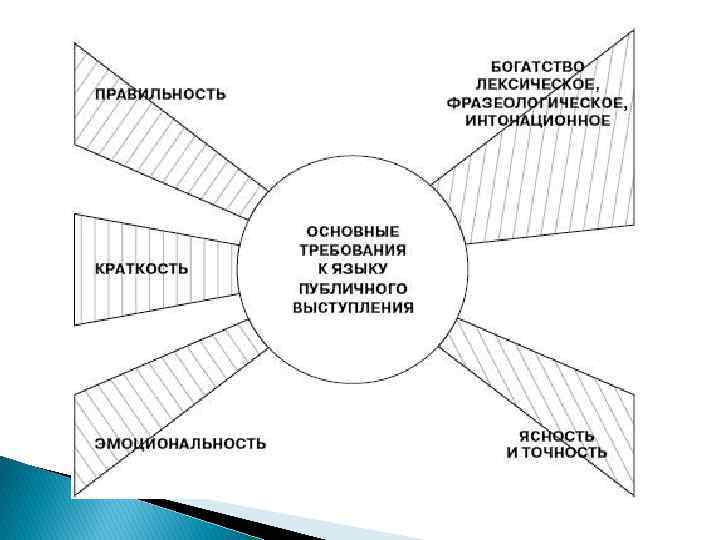 ПРАВИЛЬНОСТЬ
БОГАТСТВО
ЛЕКСИЧЕСКОЕ,
ФРАЗЕОЛОГИЧЕСКОЕ,
ИНТОНАЦИОННОЕ
КРАТКОСТЬ
ОСНОВНЫЕ
ТРЕБОВАНИЯ
К ЯЗЫКУ
ПУБЛИЧНОГО
ВЫСТУПЛЕНИЯ
ЭМОЦИОНАЛЬНОСТЬ
ЯСНОСТЬ
И ТОЧНОСТЬ